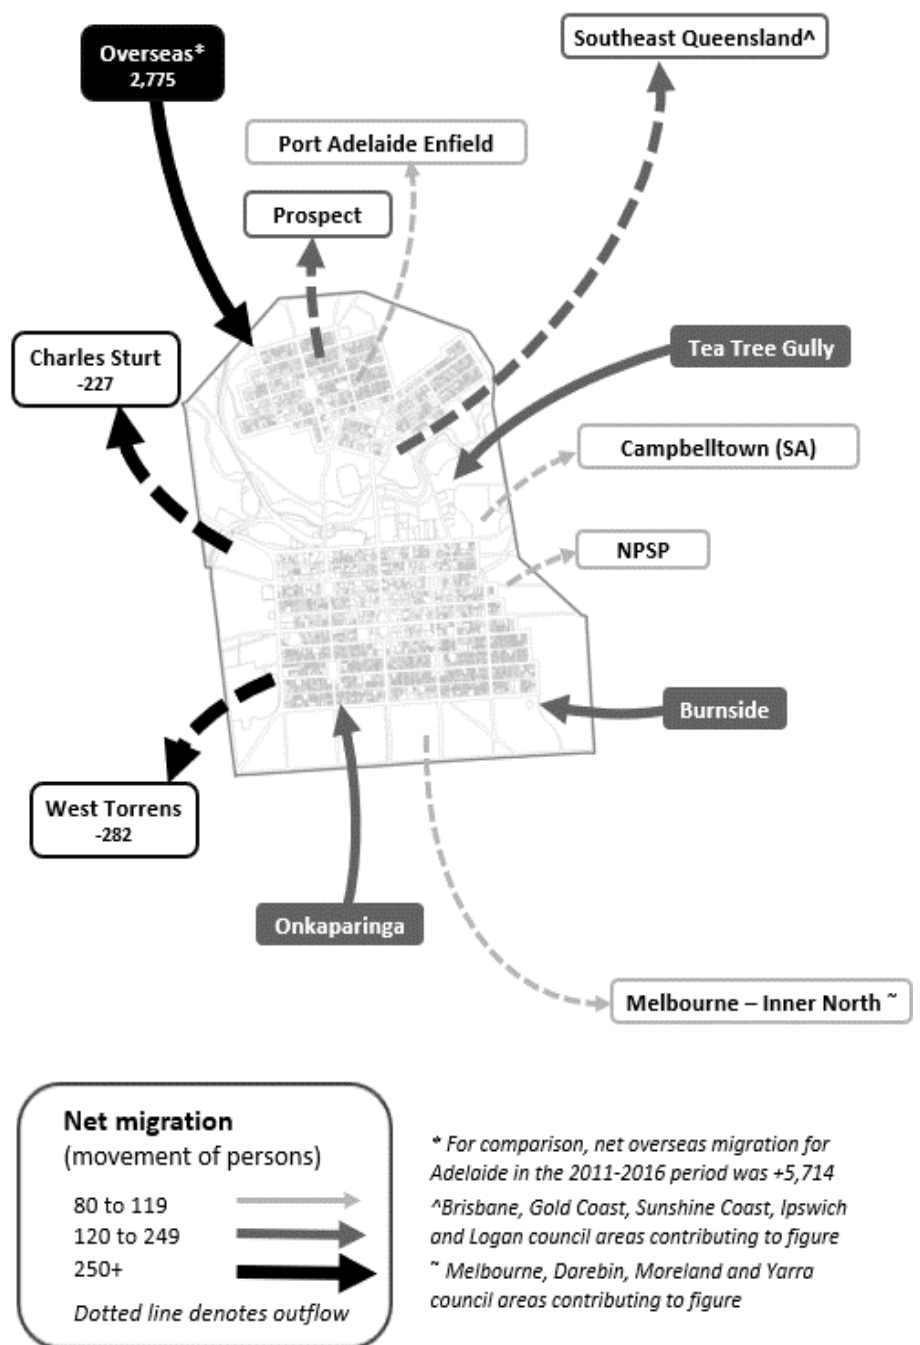 Overseas*
2,775
Southeast Queensland^
Port Adelaide Enfield
Prospect
Charles Sturt
-227
Tea Tree Gully
Campbelltown (SA)
NPSP
Burnside
West Torrens
-282
Onkaparinga
Melbourne – Inner North ~
Net migration
(movement of persons)
80 to 119
120 to 249
250+
Dotted line denotes outflow
* For comparison, net overseas migration for
Adelaide in the 2011-2016 period was +5,714
^Brisbane, Gold Coast, Sunshine Coast, Ipswich
and Logan council areas contributing to figure
~ Melbourne, Darebin, Moreland and Yarra
council areas contributing to figure